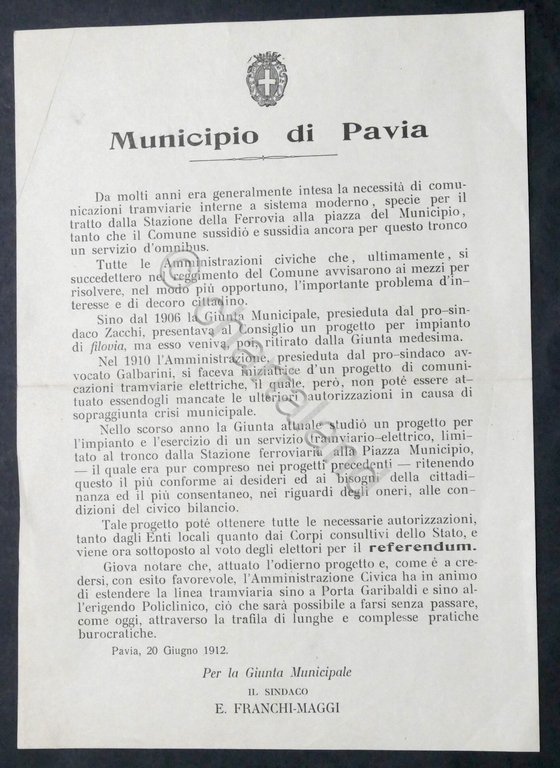 Municipio di Pavia
Da molti anni era generalmente intesa la necessità di comu-
nicazioni tramviarie interne a sistema moderno, specie per il
tratto dalla Stazione della Ferrovia alla piazza del Municipio,
tanto che il Comune sussidiò e sussidia ancora per questo tronco
un servizio d'omnibus.
Tutte le Amministrazioni civiche che, ultimamente, si
succedettero nel reggimento del Comune avvisarono ai mezzi per
risolvere, nel modo più opportuno, l'importante problema d'in-
teresse e di decoro cittadino.
Sino dal 1906 la Giunta Municipale, presieduta dal pro-sin-
daco Zacchi, presentava al Consiglio un progetto per impianto
di filovia, ma esso veniva, poi, ritirato dalla Giunta medesima.
Nel 1910 l'Amministrazione, presieduta dal pro-sindaco av-
vocato Galbarini, si faceva iniziatrice d'un progetto di comuni-
cazioni tramviarie elettriche, il quale, però, non poté essere at-
tuato essendogli mancate le ulteriori autorizzazioni in causa di
sopraggiunta crisi municipale.
Nello scorso anno la Giunta attuale studiò un progetto per
l'impianto e l'esercizio di un servizio tramviario-elettrico, limi-
tato al tronco dalla Stazione ferroviaria alla Piazza Municipio,
— il quale era pur compreso nei progetti precedenti — ritenendo
questo il più conforme ai desideri ed ai bisogni della cittadi-
nanza ed il più consentaneo, nei riguardi degli oneri, alle con-
dizioni del civico bilancio.
Tale progetto poté ottenere tutte le necessarie autorizzazioni,
tanto dagli Enti locali quanto dai Corpi consultivi dello Stato, e
viene ora sottoposto al voto degli elettori per il referendum.
Giova notare che, attuato l'odierno progetto e, come è a cre-
dersi, con esito favorevole, l'Amministrazione Civica ha in animo
di estendere la linea tramviaria sino a Porta Garibaldi e sino al-
l'erigendo Policlinico, ciò che sarà possibile a farsi senza passare,
come oggi, attraverso la trafila di lunghe e complesse pratiche
burocratiche.
Pavia, 20 Giugno 1912.
Per la Giunta Municipale
IL SINDACO
E. FRANCHI-MAGGI